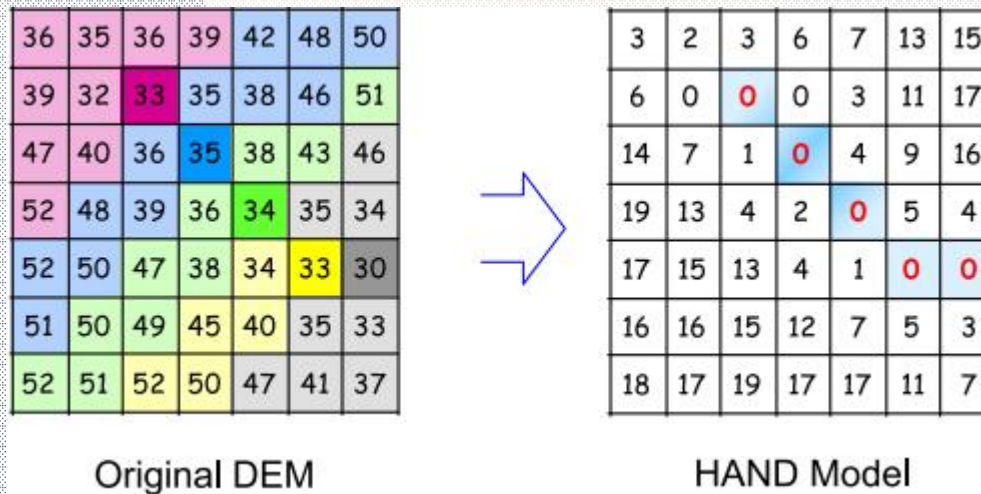 36 35 36 39 42 48 50
39 32 33 35 38 46 51
47 40 36 35 38 43 46
52 48 39 36 34 35 34
52 50 47 38 34 33 30
51 50 49 45 40 35 33
52 51 52 50 47 41 37
Original DEM
3 2 3 6 7 13 15
6 0 0 0 3 11 17
14 7 1 0 4 9 16
19 13 4 2 0 5 4
17 15 13 4 1 0 0
16 16 15 12 7 5 3
18 17 19 17 17 11 7
HAND Model